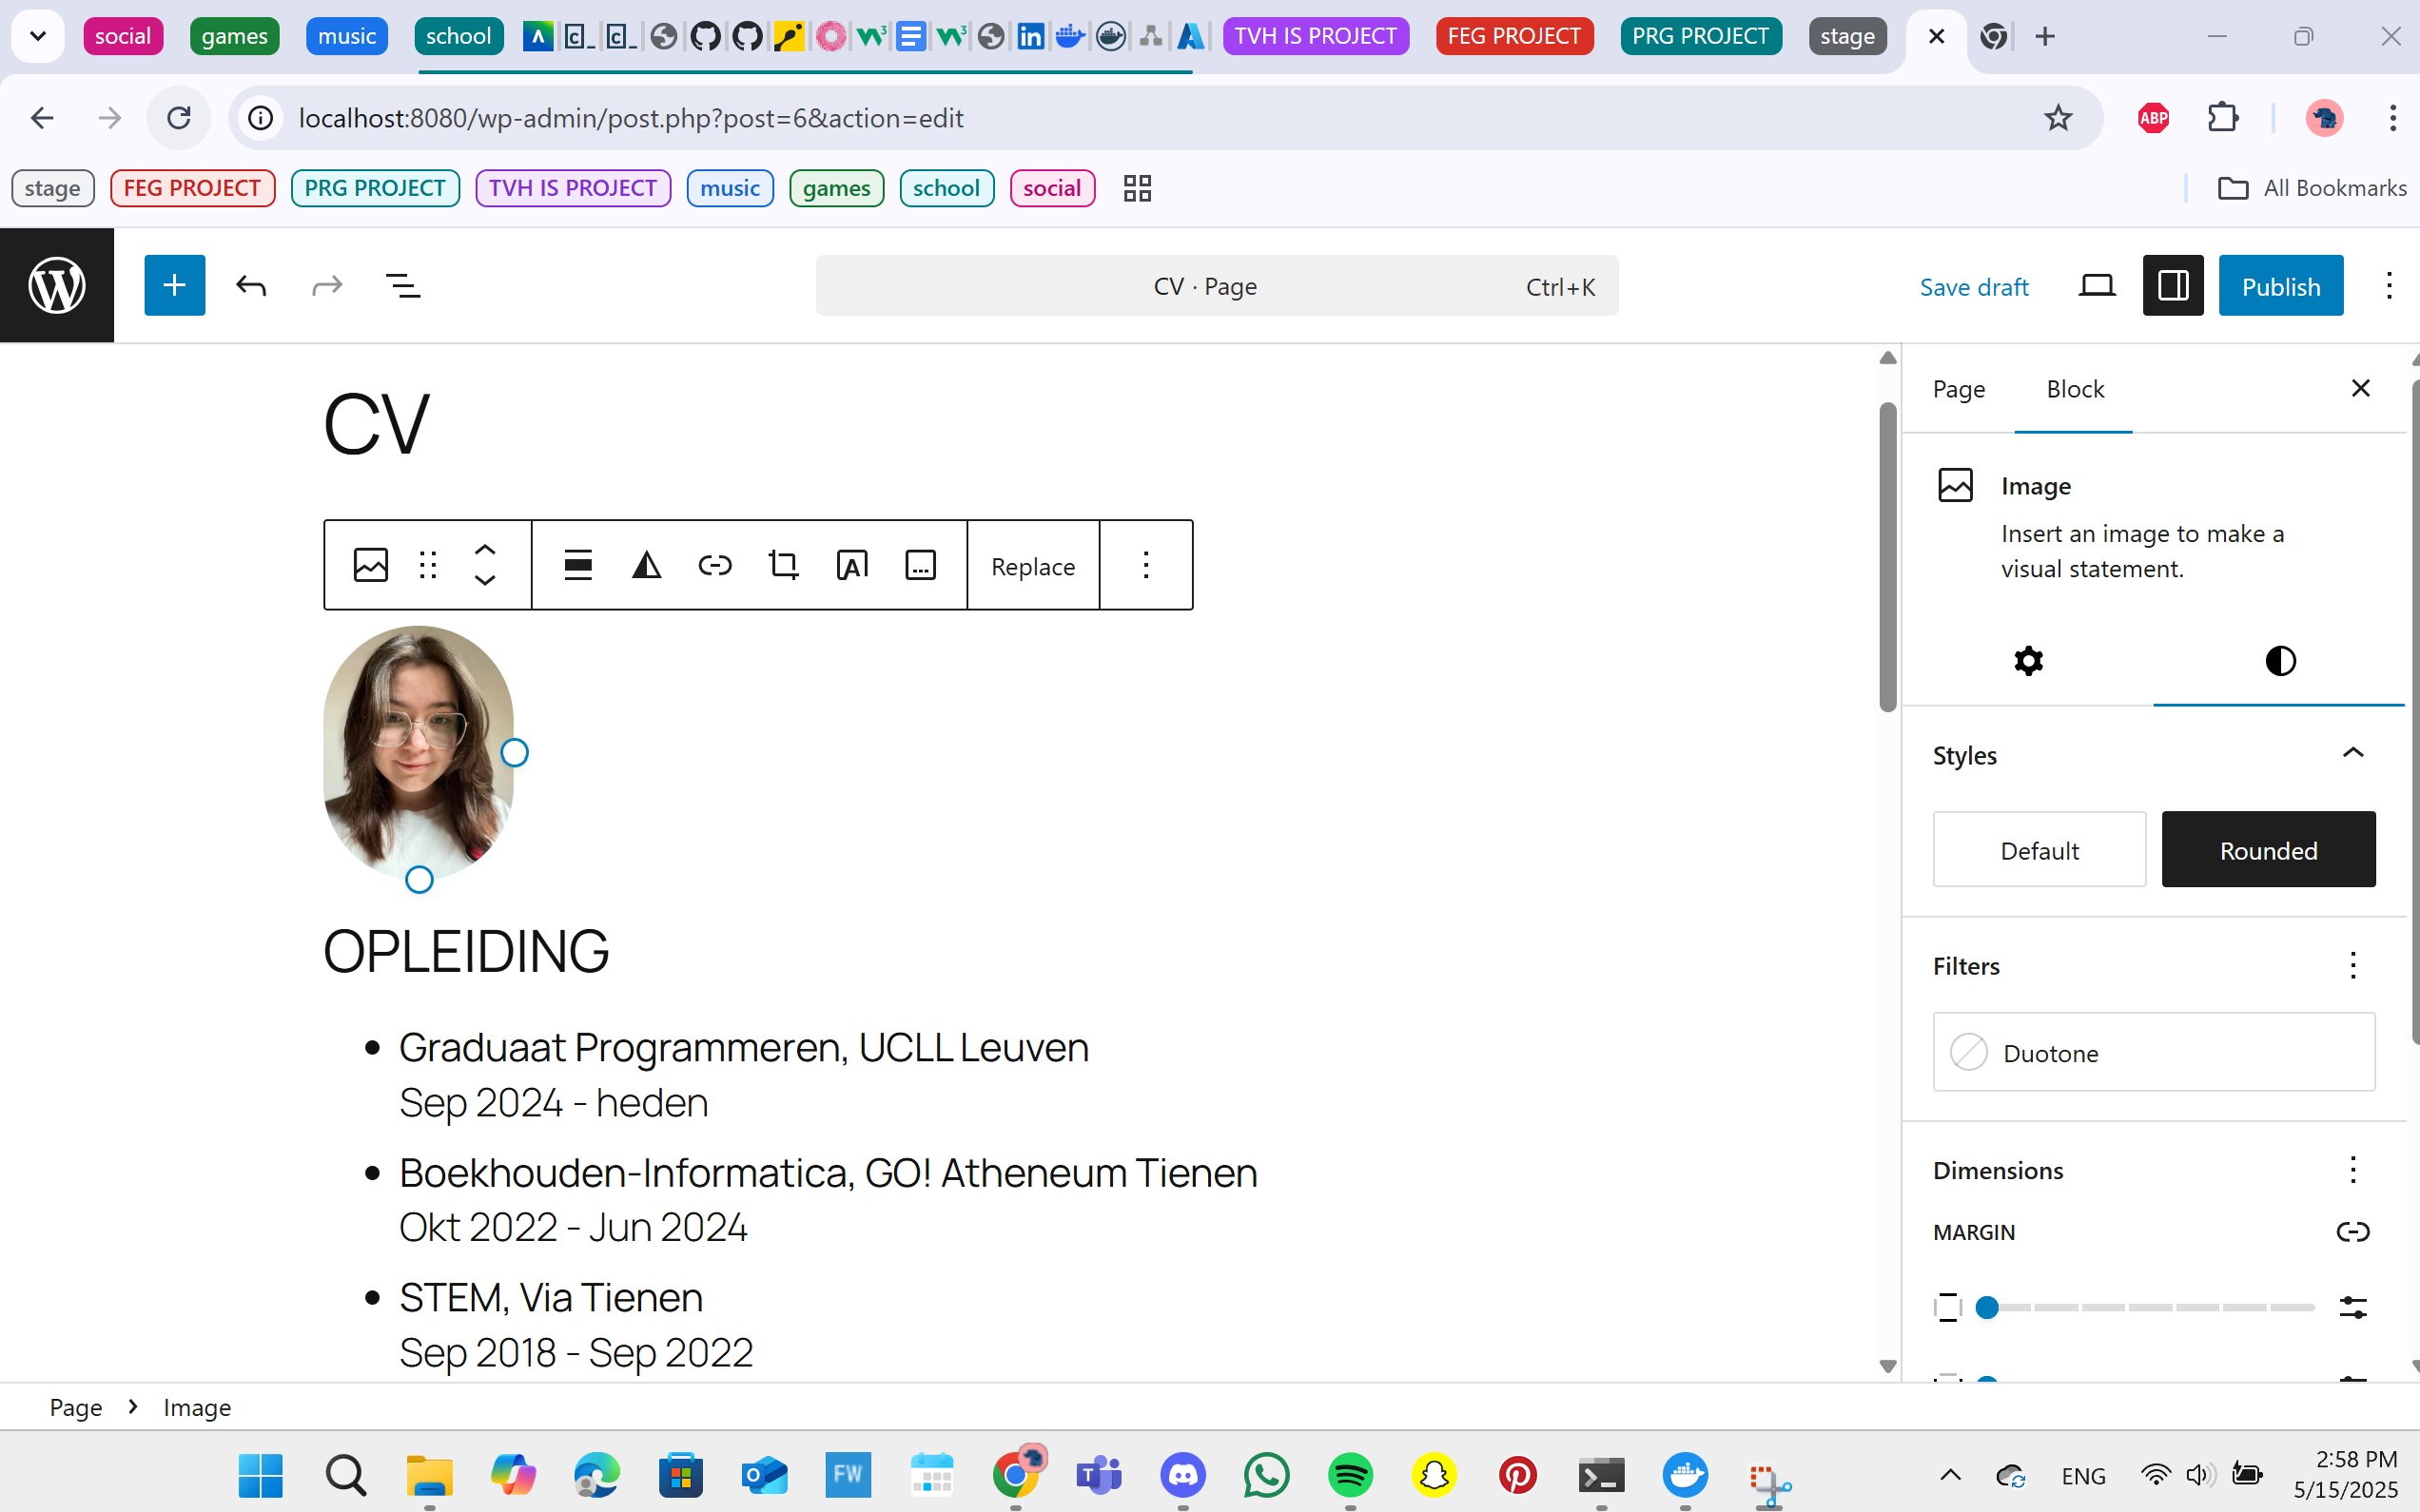 social games music school TVH IS PROJECT FEG PROJECT PRG PROJECT stage
localhost:8080/wp-admin/post.php?post=6&action=edit ABP
stage FEG PROJECT PRG PROJECT TVH IS PROJECT music games school social All Bookmarks
CV · Page Ctrl+K Save draft Publish
Page Block
CV
Image
Insert an image to make a
visual statement.
Replace
Styles
Default Rounded
OPLEIDING
Filters
Graduaat Programmeren, UCLL Leuven
Sep 2024 - heden
Duotone
Boekhouden-Informatica, GO! Atheneum Tienen
Okt 2022 - Jun 2024
Dimensions
MARGIN
STEM, Via Tienen
Sep 2018 - Sep 2022
Page Image
FW
ENG
2:58 PM
5/15/2025